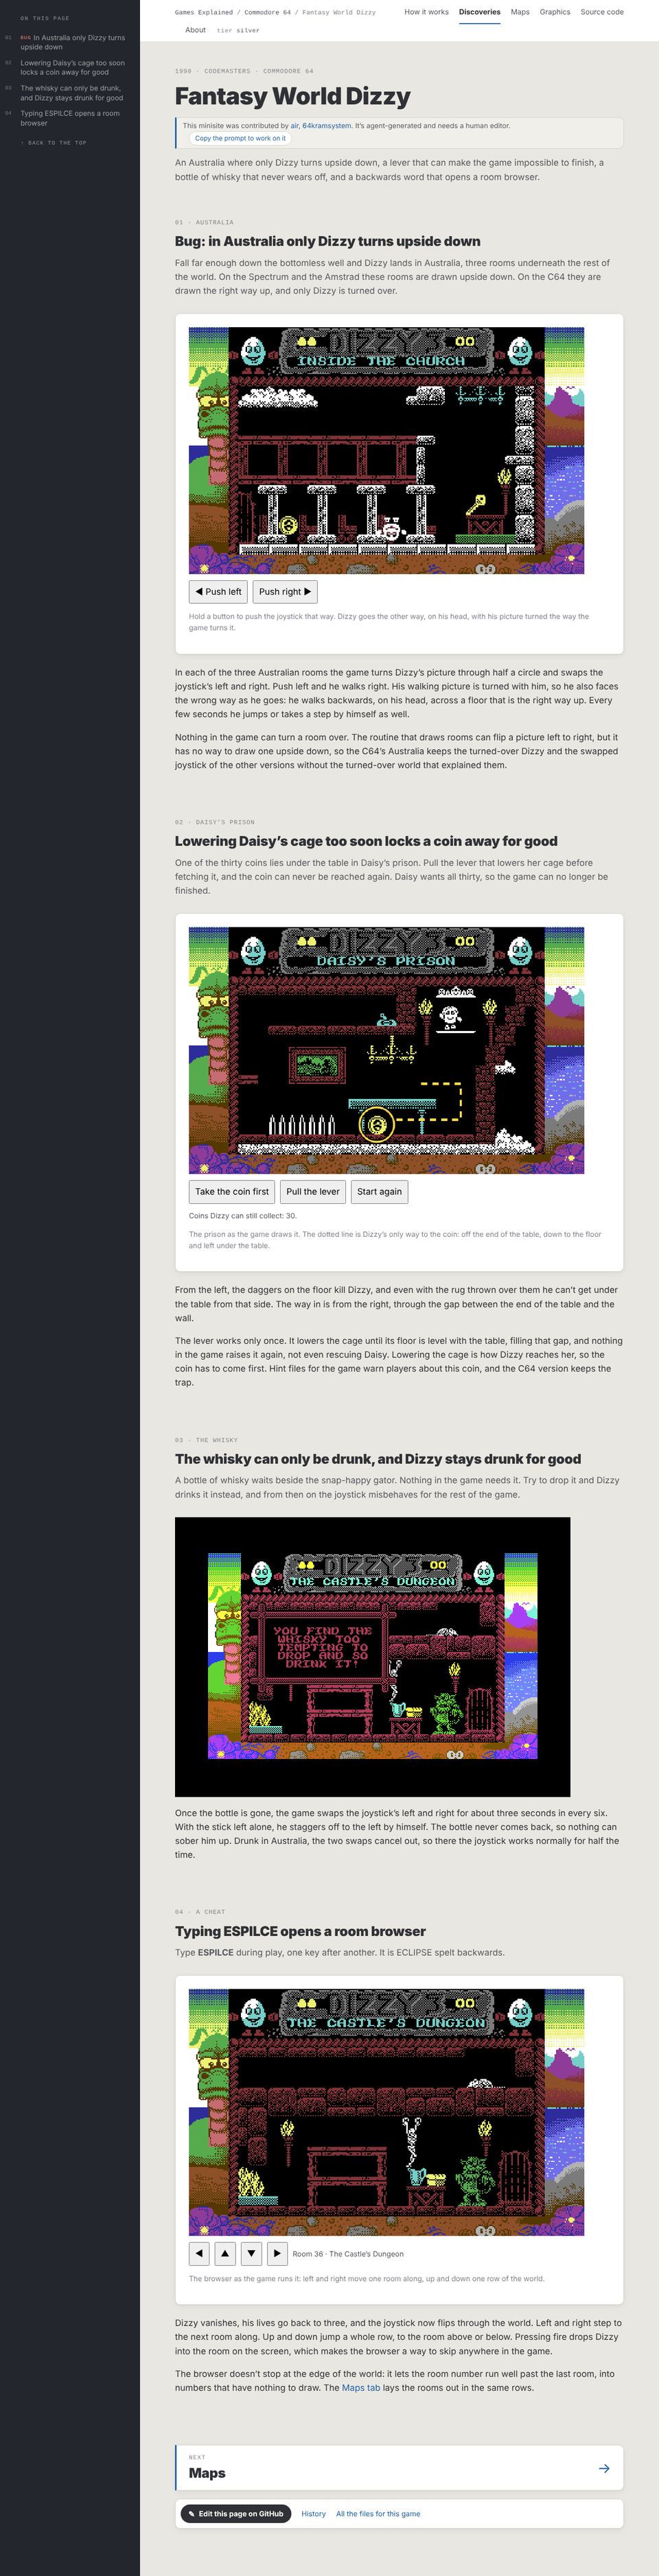 ON THIS PAGE
01 BUG In Australia only Dizzy turns
upside down
02 Lowering Daisy's cage too soon
locks a coin away for good
03 The whisky can only be drunk,
and Dizzy stays drunk for good
04 Typing ESPILCE opens a room
browser
↑ BACK TO THE TOP
Games Explained / Commodore 64 / Fantasy World Dizzy
How it works Discoveries Maps Graphics Source code
About tier silver
1990 · CODEMASTERS · COMMODORE 64
Fantasy World Dizzy
This minisite was contributed by air, 64kramsystem. It's agent-generated and needs a human editor.
Copy the prompt to work on it
An Australia where only Dizzy turns upside down, a lever that can make the game impossible to finish, a
bottle of whisky that never wears off, and a backwards word that opens a room browser.
01 · AUSTRALIA
Bug: in Australia only Dizzy turns upside down
Fall far enough down the bottomless well and Dizzy lands in Australia, three rooms underneath the rest of
the world. On the Spectrum and the Amstrad these rooms are drawn upside down. On the C64 they are
drawn the right way up, and only Dizzy is turned over.
DIZZY 3 00
INSIDE THE CHURCH
◀ Push left Push right ▶
Hold a button to push the joystick that way. Dizzy goes the other way, on his head, with his picture turned the way the
game turns it.
In each of the three Australian rooms the game turns Dizzy's picture through half a circle and swaps the
joystick's left and right. Push left and he walks right. His walking picture is turned with him, so he also faces
the wrong way as he goes: he walks backwards, on his head, across a floor that is the right way up. Every
few seconds he jumps or takes a step by himself as well.
Nothing in the game can turn a room over. The routine that draws rooms can flip a picture left to right, but it
has no way to draw one upside down, so the C64's Australia keeps the turned-over Dizzy and the swapped
joystick of the other versions without the turned-over world that explained them.
02 · DAISY'S PRISON
Lowering Daisy's cage too soon locks a coin away for good
One of the thirty coins lies under the table in Daisy's prison. Pull the lever that lowers her cage before
fetching it, and the coin can never be reached again. Daisy wants all thirty, so the game can no longer be
finished.
DIZZY 3 00
DAISY'S PRISON
Take the coin first Pull the lever Start again
Coins Dizzy can still collect: 30.
The prison as the game draws it. The dotted line is Dizzy's only way to the coin: off the end of the table, down to the floor
and left under the table.
From the left, the daggers on the floor kill Dizzy, and even with the rug thrown over them he can't get under
the table from that side. The way in is from the right, through the gap between the end of the table and the
wall.
The lever works only once. It lowers the cage until its floor is level with the table, filling that gap, and nothing
in the game raises it again, not even rescuing Daisy. Lowering the cage is how Dizzy reaches her, so the
coin has to come first. Hint files for the game warn players about this coin, and the C64 version keeps the
trap.
03 · THE WHISKY
The whisky can only be drunk, and Dizzy stays drunk for good
A bottle of whisky waits beside the snap-happy gator. Nothing in the game needs it. Try to drop it and Dizzy
drinks it instead, and from then on the joystick misbehaves for the rest of the game.
DIZZY 3 00
THE CASTLE'S DUNGEON
YOU FIND THE
WHISKY TOO
TEMPTING TO
DROP AND SO
DRINK IT!
Once the bottle is gone, the game swaps the joystick's left and right for about three seconds in every six.
With the stick left alone, he staggers off to the left by himself. The bottle never comes back, so nothing can
sober him up. Drunk in Australia, the two swaps cancel out, so there the joystick works normally for half the
time.
04 · A CHEAT
Typing ESPILCE opens a room browser
Type ESPILCE during play, one key after another. It is ECLIPSE spelt backwards.
DIZZY 3 00
THE CASTLE'S DUNGEON
◀ ▲ ▼ ▶ Room 36 · The Castle's Dungeon
The browser as the game runs it: left and right move one room along, up and down one row of the world.
Dizzy vanishes, his lives go back to three, and the joystick now flips through the world. Left and right step to
the next room along. Up and down jump a whole row, to the room above or below. Pressing fire drops Dizzy
into the room on the screen, which makes the browser a way to skip anywhere in the game.
The browser doesn't stop at the edge of the world: it lets the room number run well past the last room, into
numbers that have nothing to draw. The Maps tab lays the rooms out in the same rows.
NEXT
Maps
→
✎ Edit this page on GitHub History All the files for this game